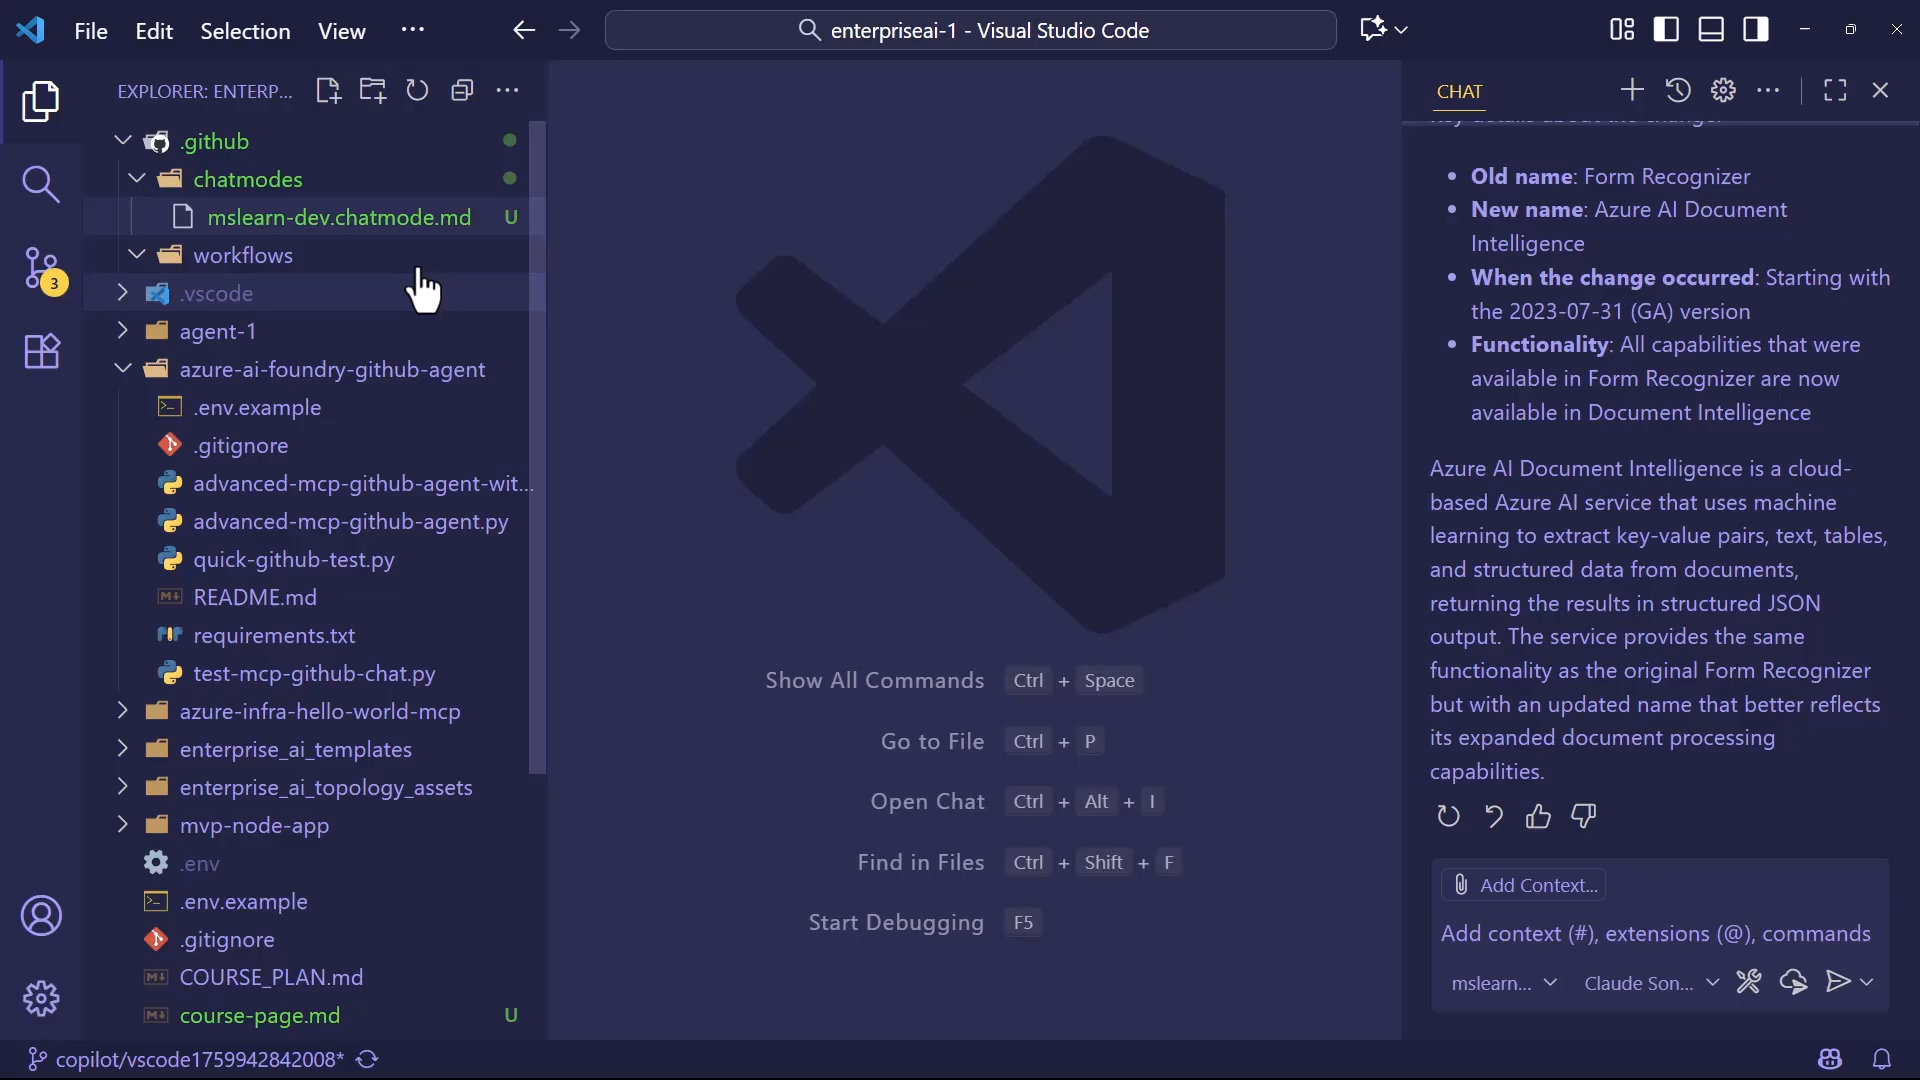 File Edit Selection View ...
enterpriseai-1 - Visual Studio Code
EXPLORER: ENTERP...
.github
chatmodes
mslearn-dev.chatmode.md U
workflows
.vscode
agent-1
azure-ai-foundry-github-agent
.env.example
.gitignore
advanced-mcp-github-agent-wit...
advanced-mcp-github-agent.py
quick-github-test.py
README.md
requirements.txt
test-mcp-github-chat.py
azure-infra-hello-world-mcp
enterprise_ai_templates
enterprise_ai_topology_assets
mvp-node-app
.env
.env.example
.gitignore
COURSE_PLAN.md
course-page.md U
3
copilot/vscode1759942842008*
Show All Commands Ctrl + Space
Go to File Ctrl + P
Open Chat Ctrl + Alt + I
Find in Files Ctrl + Shift + F
Start Debugging F5
CHAT
Key details about the change:
• Old name: Form Recognizer
• New name: Azure AI Document
Intelligence
• When the change occurred: Starting with
the 2023-07-31 (GA) version
• Functionality: All capabilities that were
available in Form Recognizer are now
available in Document Intelligence
Azure AI Document Intelligence is a cloud-
based Azure AI service that uses machine
learning to extract key-value pairs, text, tables,
and structured data from documents,
returning the results in structured JSON
output. The service provides the same
functionality as the original Form Recognizer
but with an updated name that better reflects
its expanded document processing
capabilities.
Add Context...
Add context (#), extensions (@), commands
mslearn... Claude Son...